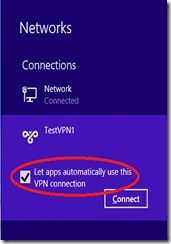 Networks
Connections
Network
Connected
TestVPN1
Let apps automatically use this
VPN connection
Connect